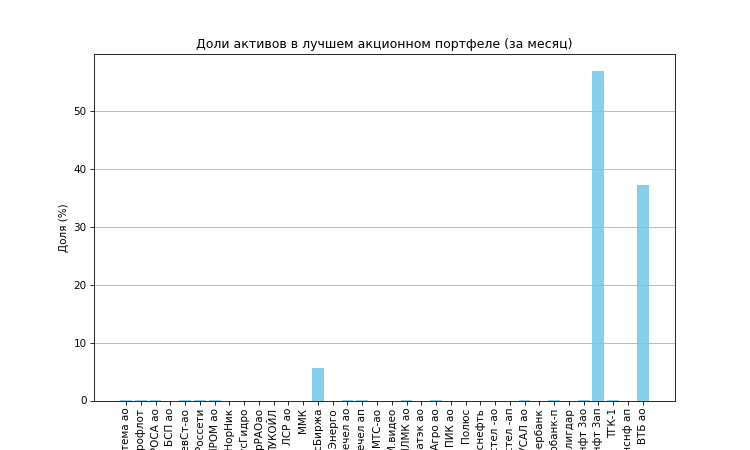 Доли активов в лучшем акционном портфеле (за месяц)
Доля (%)
50
40
30
20
10
0
тема ао
рофлот
РОСА ао
БСП ао
евСт-ао
Россети
ПРОМ ао
НорНик
сГидро
рРАОао
ЛУКОЙЛ
ЛСР ао
ММК
сБиржа
Энерго
ечел ао
ечел ап
МТС-ао
М.видео
НЛМК ао
атэк ао
Агро ао
ПИК ао
Полюс
снефть
стел -ао
стел -ап
УСАЛ ао
ербанк
рбанк-п
лигдар
нфт 3ао
нфт 3ап
ТГК-1
нснф ап
ВТБ ао